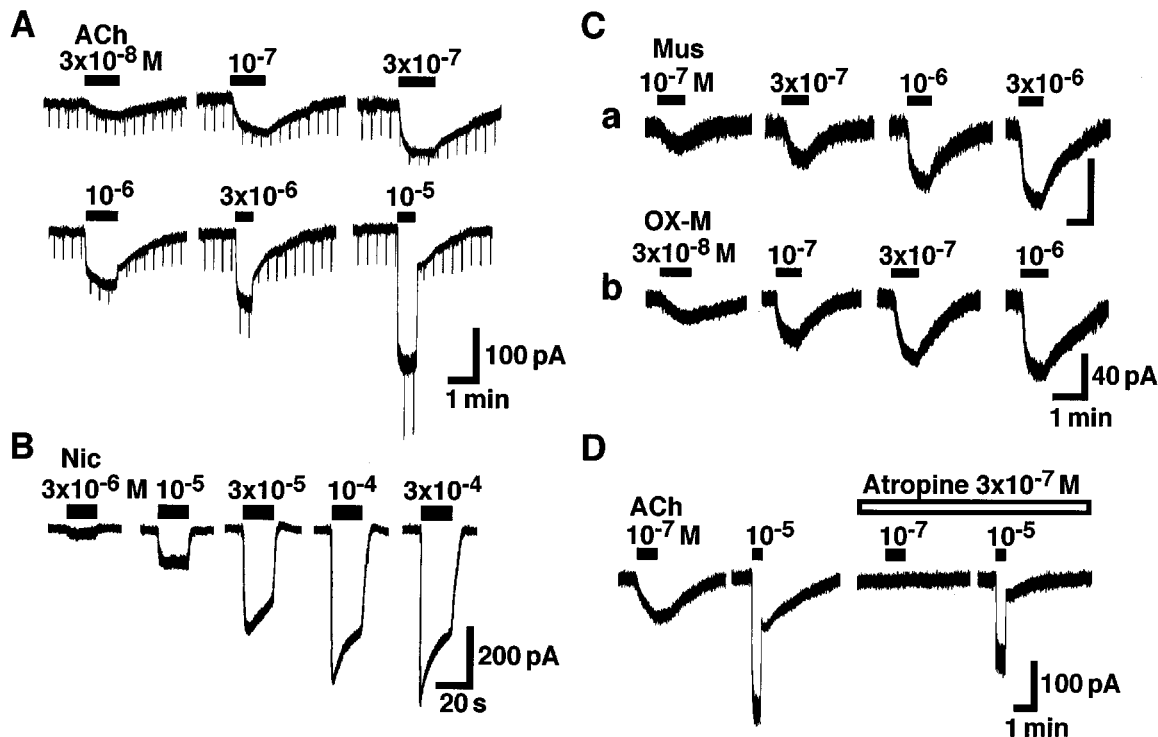 A
ACh
3x10⁻⁸ M
10⁻⁷
3x10⁻⁷
10⁻⁶
3x10⁻⁶
10⁻⁵
100 pA
1 min
B
Nic
3x10⁻⁶ M
10⁻⁵
3x10⁻⁵
10⁻⁴
3x10⁻⁴
200 pA
20 s
C
Mus
10⁻⁷ M
3x10⁻⁷
10⁻⁶
3x10⁻⁶
a
OX-M
3x10⁻⁸ M
10⁻⁷
3x10⁻⁷
10⁻⁶
b
40 pA
1 min
D
Atropine 3x10⁻⁷ M
ACh
10⁻⁷ M
10⁻⁵
10⁻⁷
10⁻⁵
100 pA
1 min